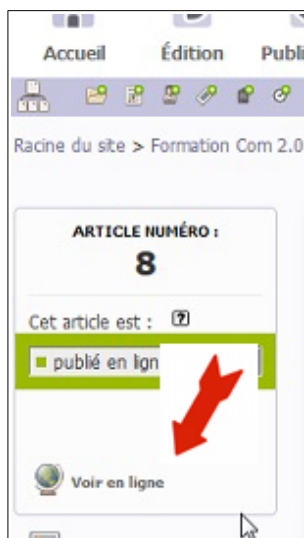 Accueil Édition Publi
Racine du site > Formation Com 2.0
ARTICLE NUMÉRO :
8
Cet article est : ?
publié en lign
Voir en ligne